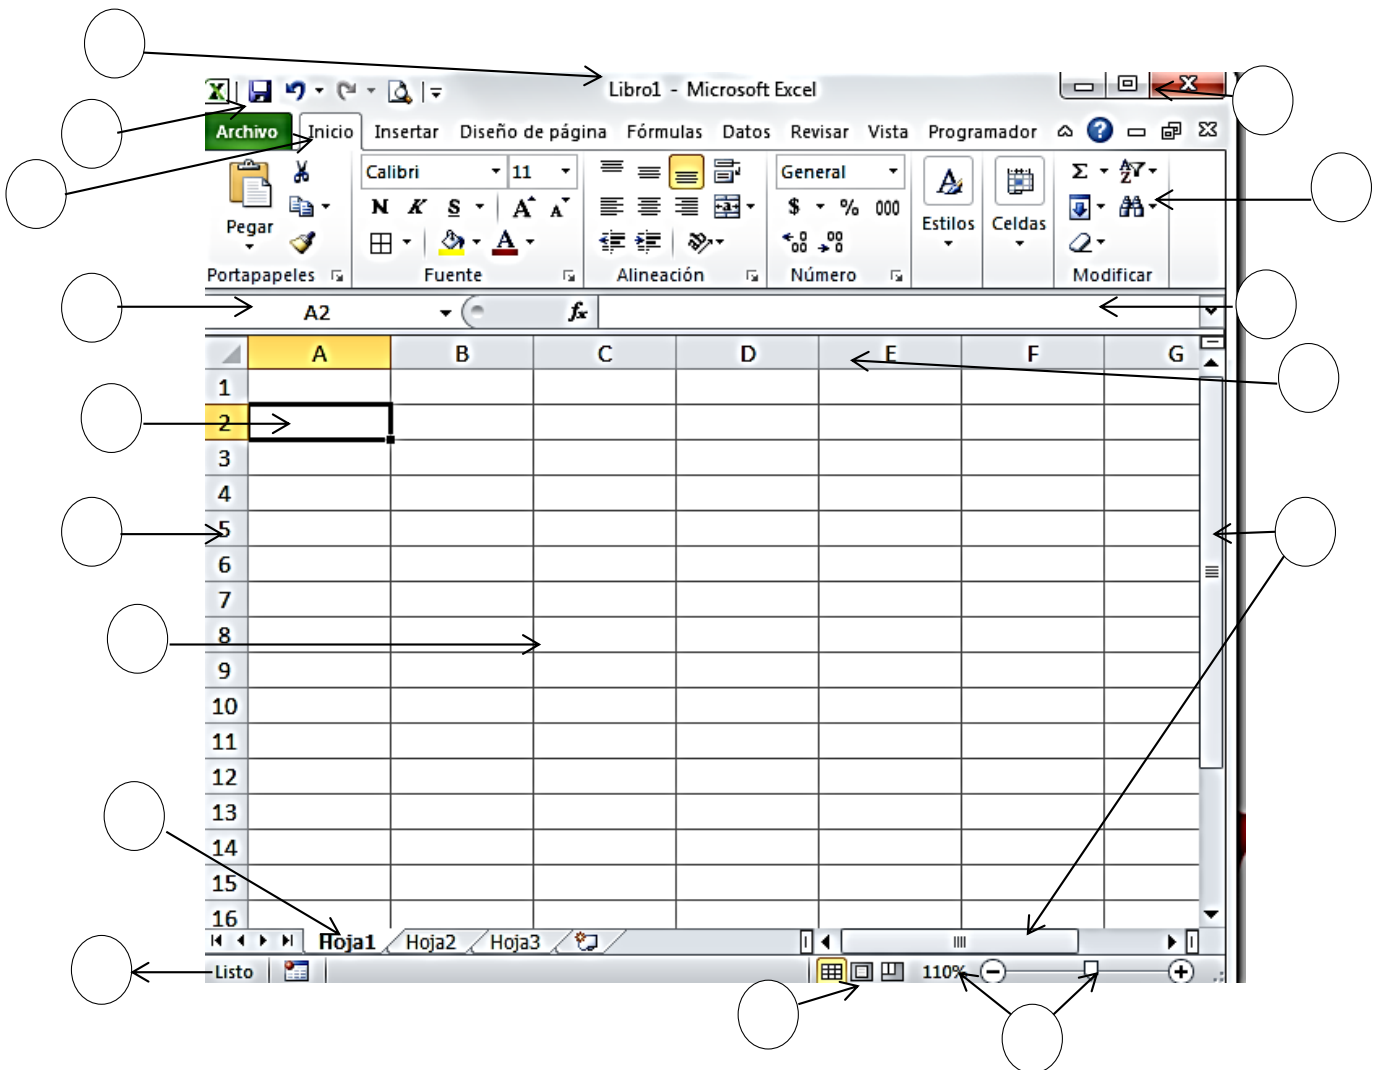 Libro1 - Microsoft Excel
Archivo Inicio Insertar Diseño de página Fórmulas Datos Revisar Vista Programador
Calibri 11 General
N K S A A $ % 000
Pegar A Estilos Celdas
Portapapeles Fuente Alineación Número Modificar
A2 fx
A B C D E F G
1
2
3
4
5
6
7
8
9
10
11
12
13
14
15
16
Hoja1 Hoja2 Hoja3
Listo 110%